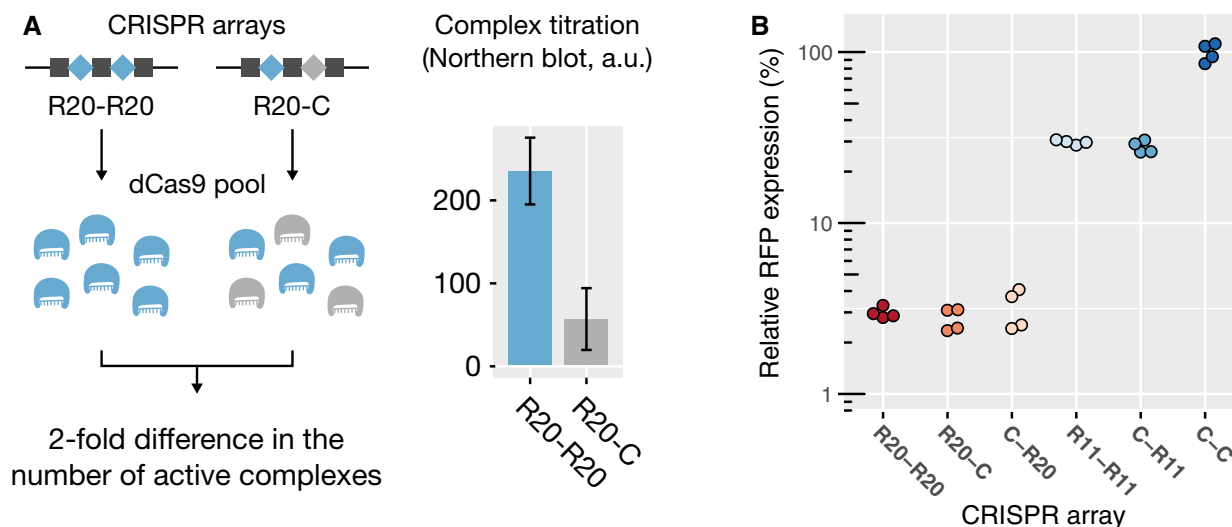 A
CRISPR arrays
R20-R20
R20-C
dCas9 pool
2-fold difference in the
number of active complexes
Complex titration
(Northern blot, a.u.)
200
100
0
R20-R20
R20-C
B
Relative RFP expression (%)
100
10
1
R20-R20
R20-C
C-R20
R11-R11
C-R11
C-C
CRISPR array